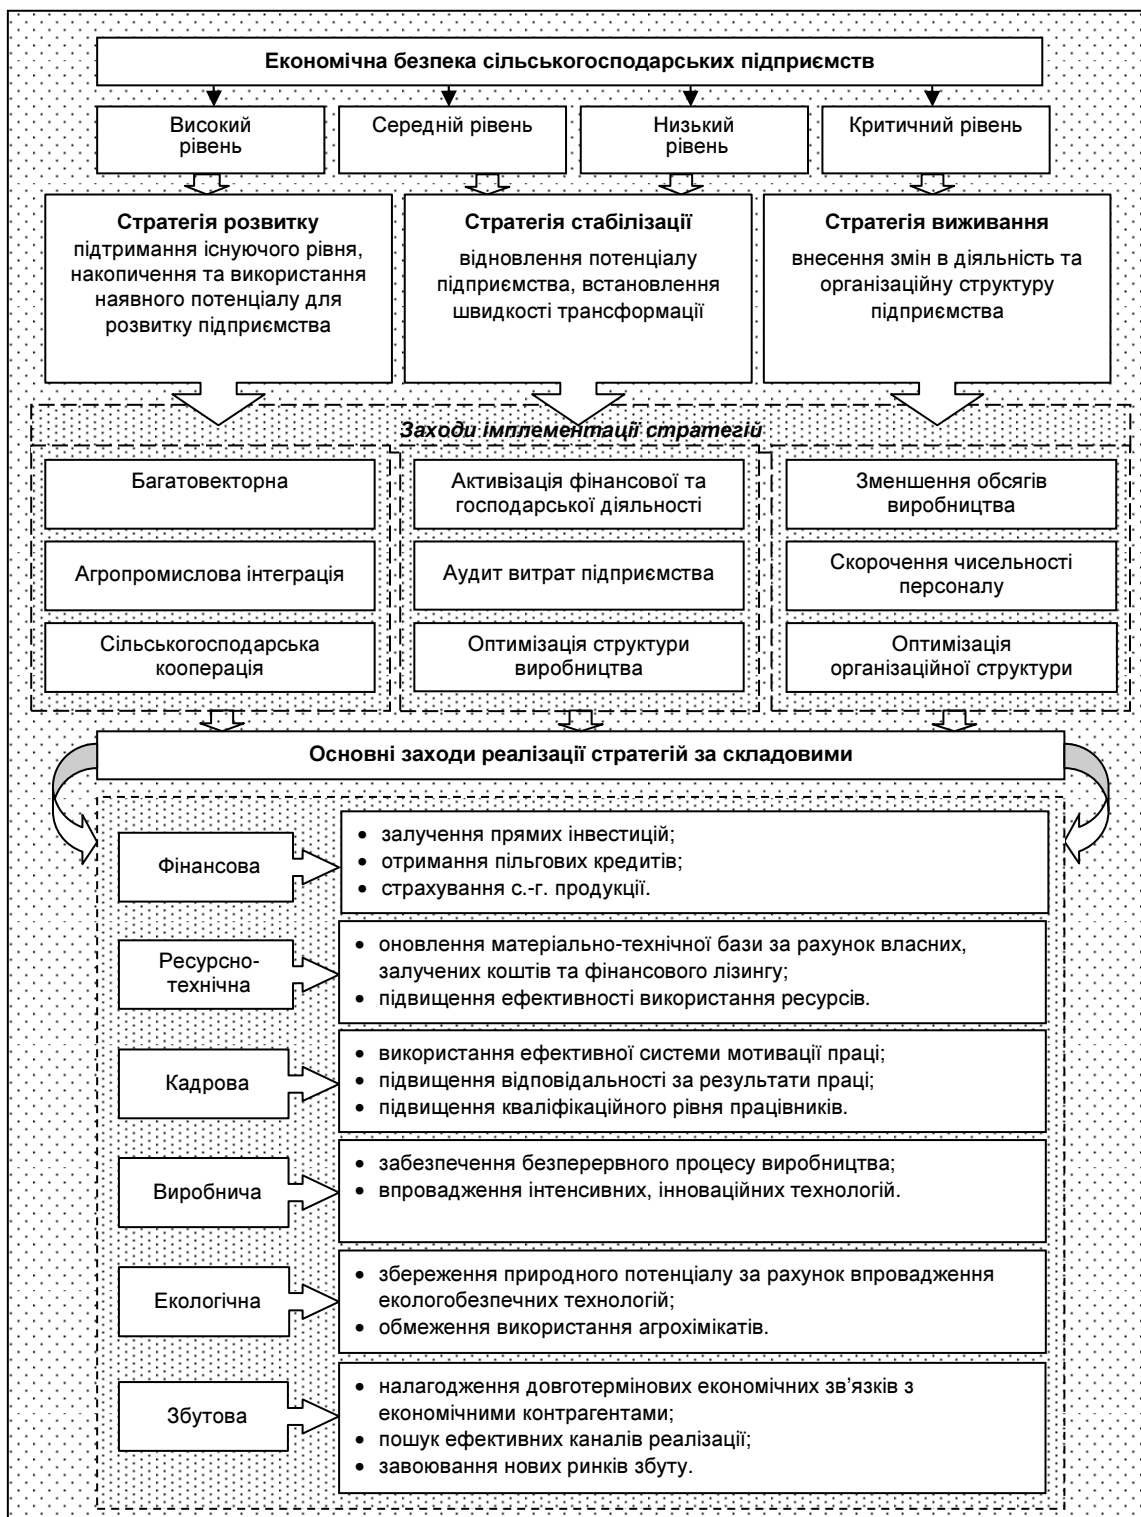 Економічна безпека сільськогосподарських підприємств
Високий
рівень
Середній рівень
Низький
рівень
Критичний рівень
Стратегія розвитку
підтримання існуючого рівня,
накопичення та використання
наявного потенціалу для
розвитку підприємства
Стратегія стабілізації
відновлення потенціалу
підприємства, встановлення
швидкості трансформації
Стратегія виживання
внесення змін в діяльність та
організаційну структуру
підприємства
Заходи імплементації стратегій
Багатовекторна
Агропромислова інтеграція
Сільськогосподарська
кооперація
Активізація фінансової та
господарської діяльності
Аудит витрат підприємства
Оптимізація структури
виробництва
Зменшення обсягів
виробництва
Скорочення чисельності
персоналу
Оптимізація
організаційної структури
Основні заходи реалізації стратегій за складовими
Фінансова
• залучення прямих інвестицій;
• отримання пільгових кредитів;
• страхування с.-г. продукції.
Ресурсно-
технічна
• оновлення матеріально-технічної бази за рахунок власних,
залучених коштів та фінансового лізингу;
• підвищення ефективності використання ресурсів.
Кадрова
• використання ефективної системи мотивації праці;
• підвищення відповідальності за результати праці;
• підвищення кваліфікаційного рівня працівників.
Виробнича
• забезпечення безперервного процесу виробництва;
• впровадження інтенсивних, інноваційних технологій.
Екологічна
• збереження природного потенціалу за рахунок впровадження
екологобезпечних технологій;
• обмеження використання агрохімікатів.
Збутова
• налагодження довготермінових економічних зв’язків з
економічними контрагентами;
• пошук ефективних каналів реалізації;
• завоювання нових ринків збуту.